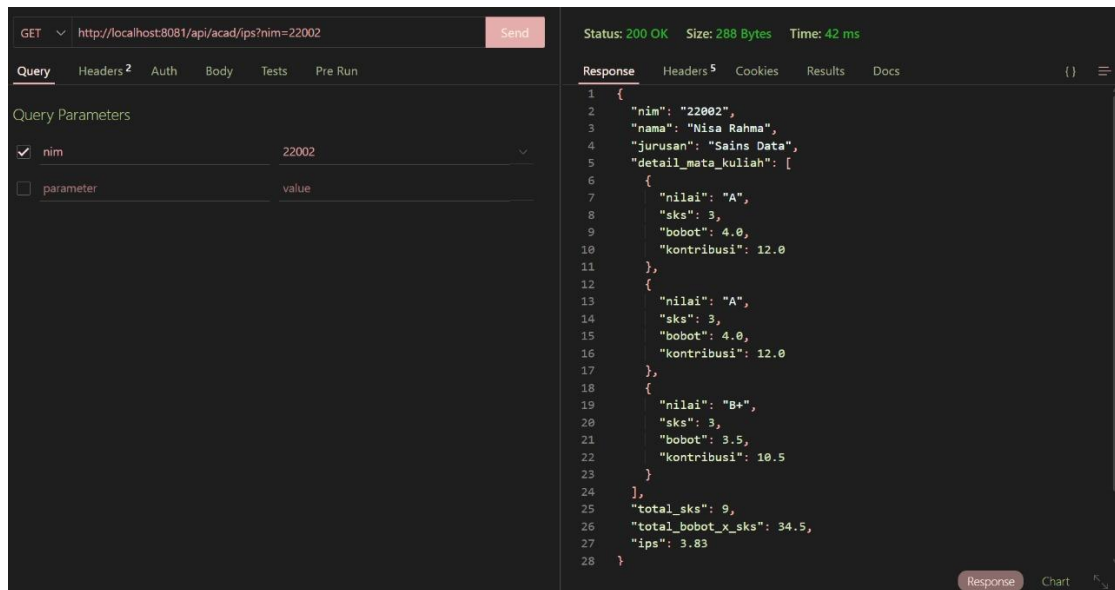 GET http://localhost:8081/api/acad/ips?nim=22002 Send
Query Headers 2 Auth Body Tests Pre Run
Query Parameters
nim 22002
parameter value
Status: 200 OK Size: 288 Bytes Time: 42 ms
Response Headers 5 Cookies Results Docs {}
1 {
2 "nim": "22002",
3 "nama": "Nisa Rahma",
4 "jurusan": "Sains Data",
5 "detail_mata_kuliah": [
6 {
7 "nilai": "A",
8 "sks": 3,
9 "bobot": 4.0,
10 "kontribusi": 12.0
11 },
12 {
13 "nilai": "A",
14 "sks": 3,
15 "bobot": 4.0,
16 "kontribusi": 12.0
17 },
18 {
19 "nilai": "B+",
20 "sks": 3,
21 "bobot": 3.5,
22 "kontribusi": 10.5
23 }
24 ],
25 "total_sks": 9,
26 "total_bobot_x_sks": 34.5,
27 "ips": 3.83
28 }
Response Chart